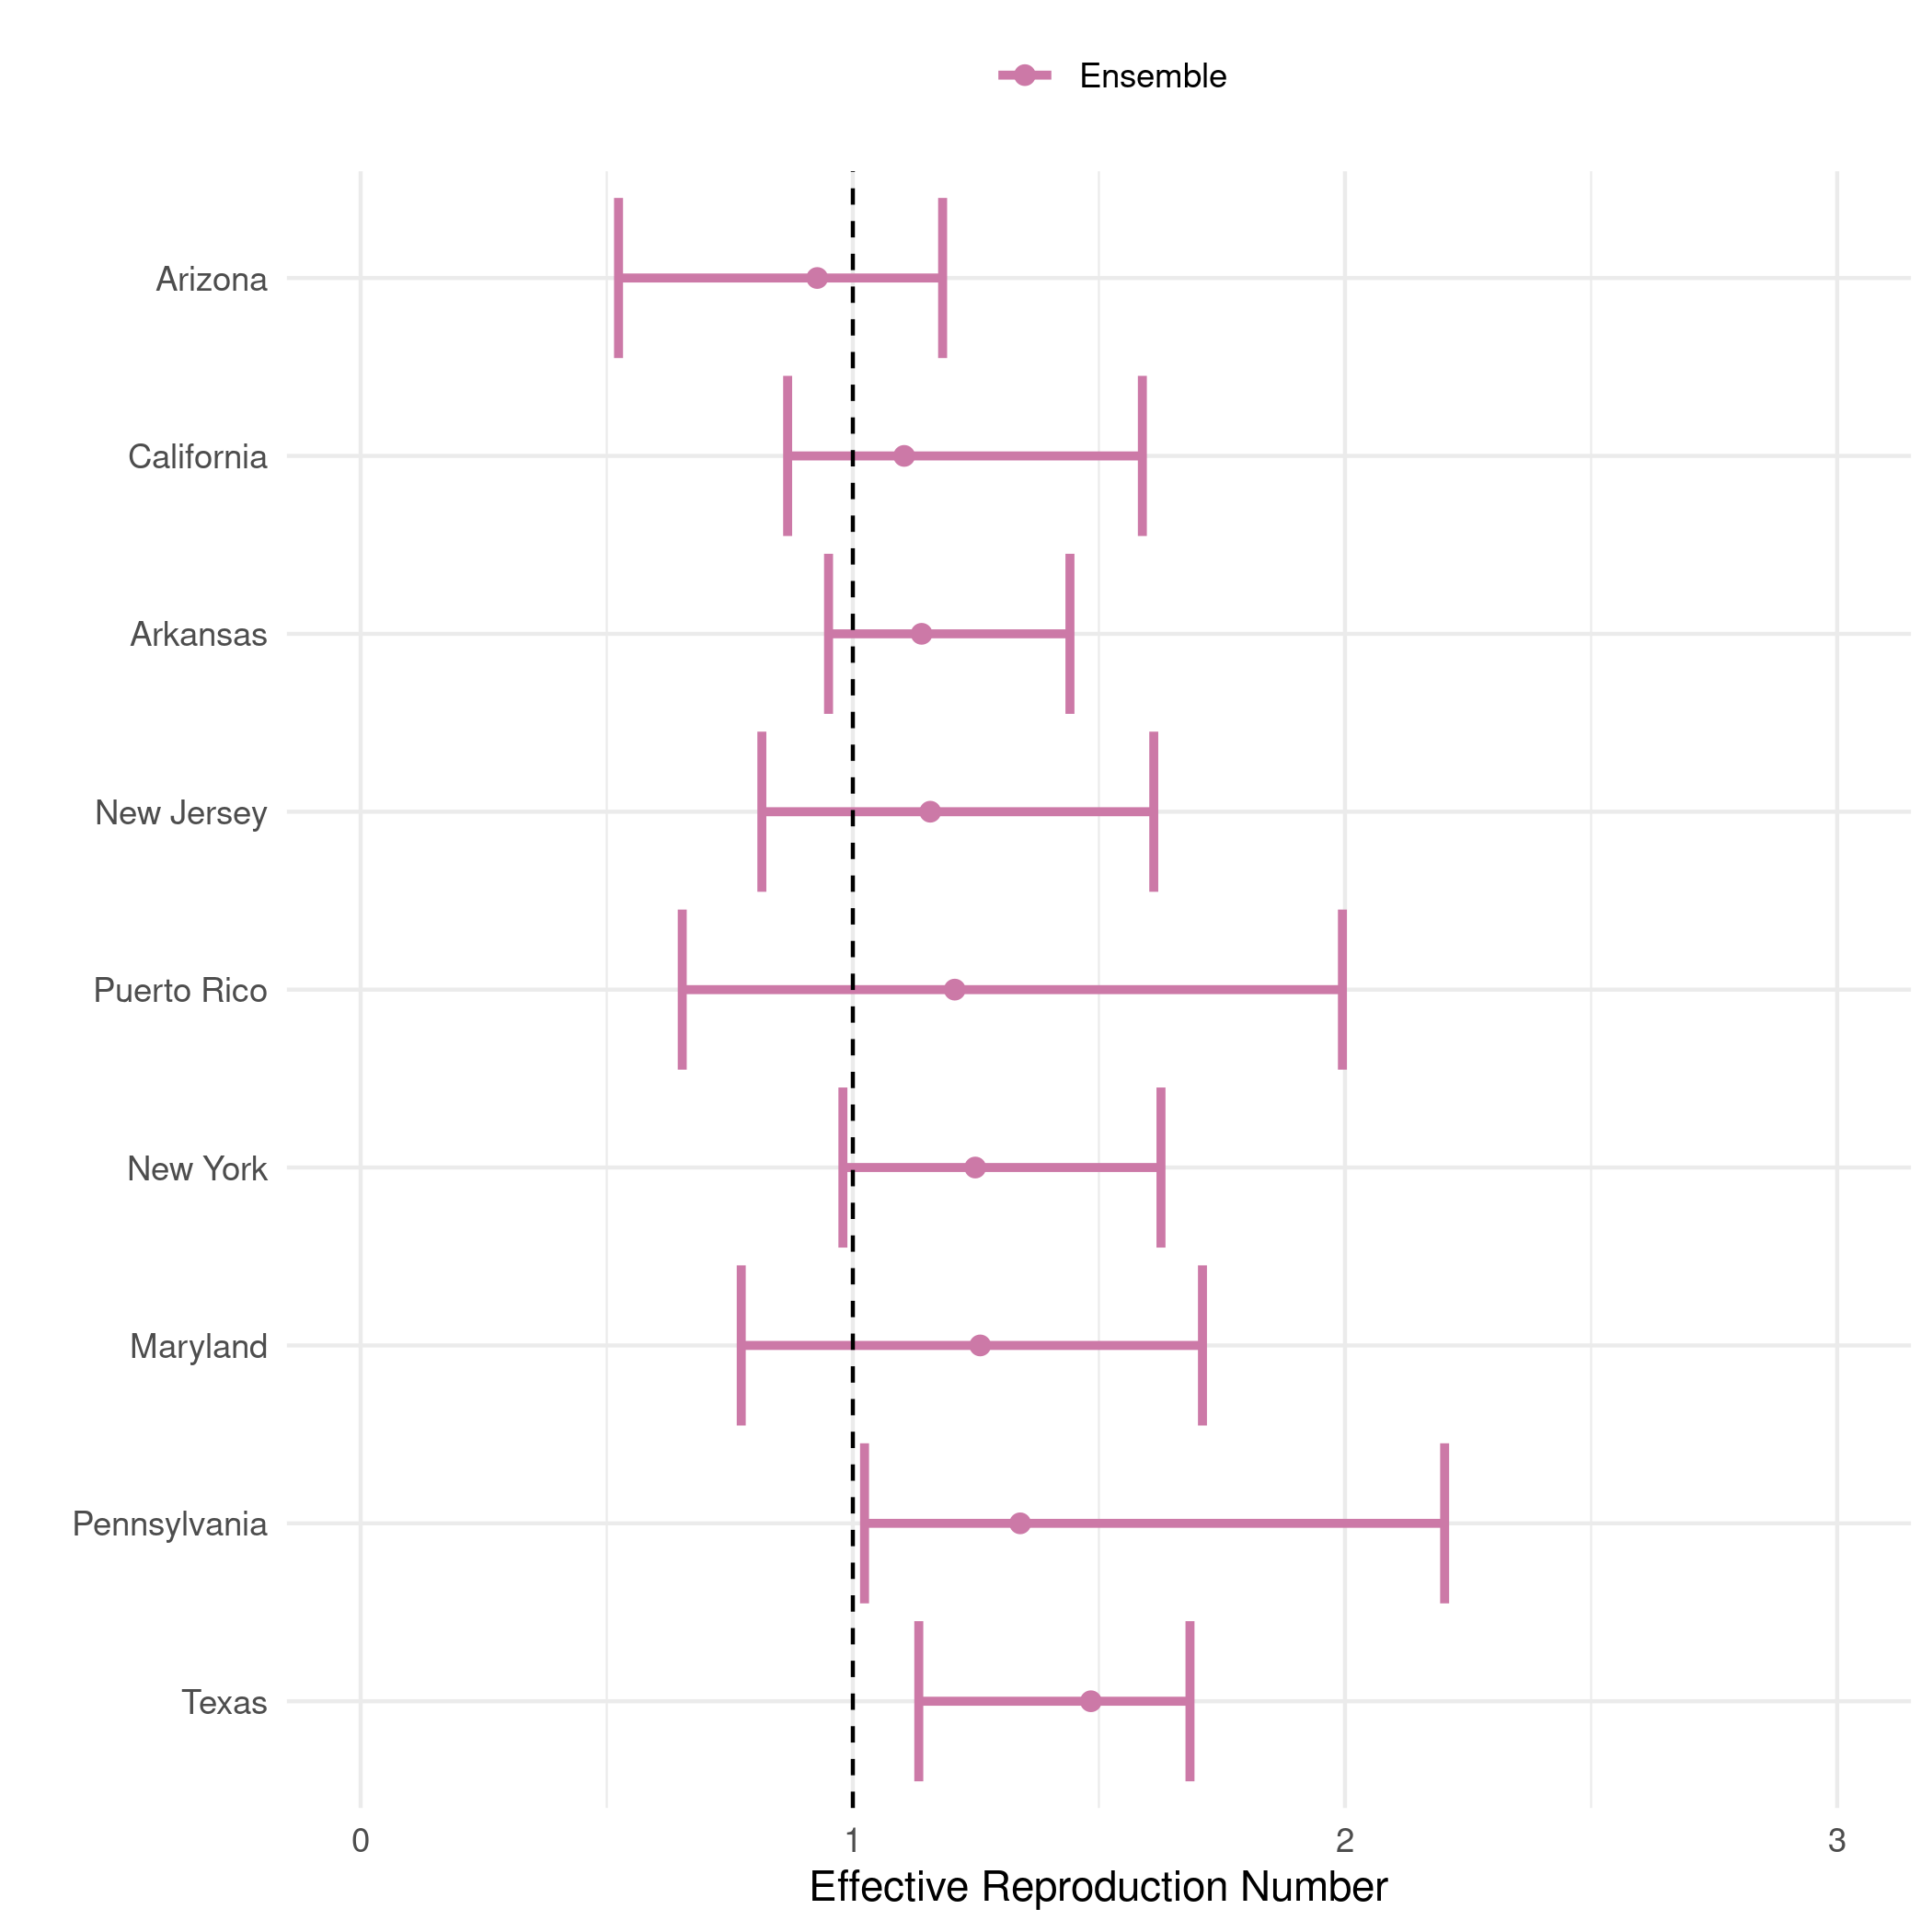 Ensemble
Arizona
California
Arkansas
New Jersey
Puerto Rico
New York
Maryland
Pennsylvania
Texas
0 1 2 3
Effective Reproduction Number